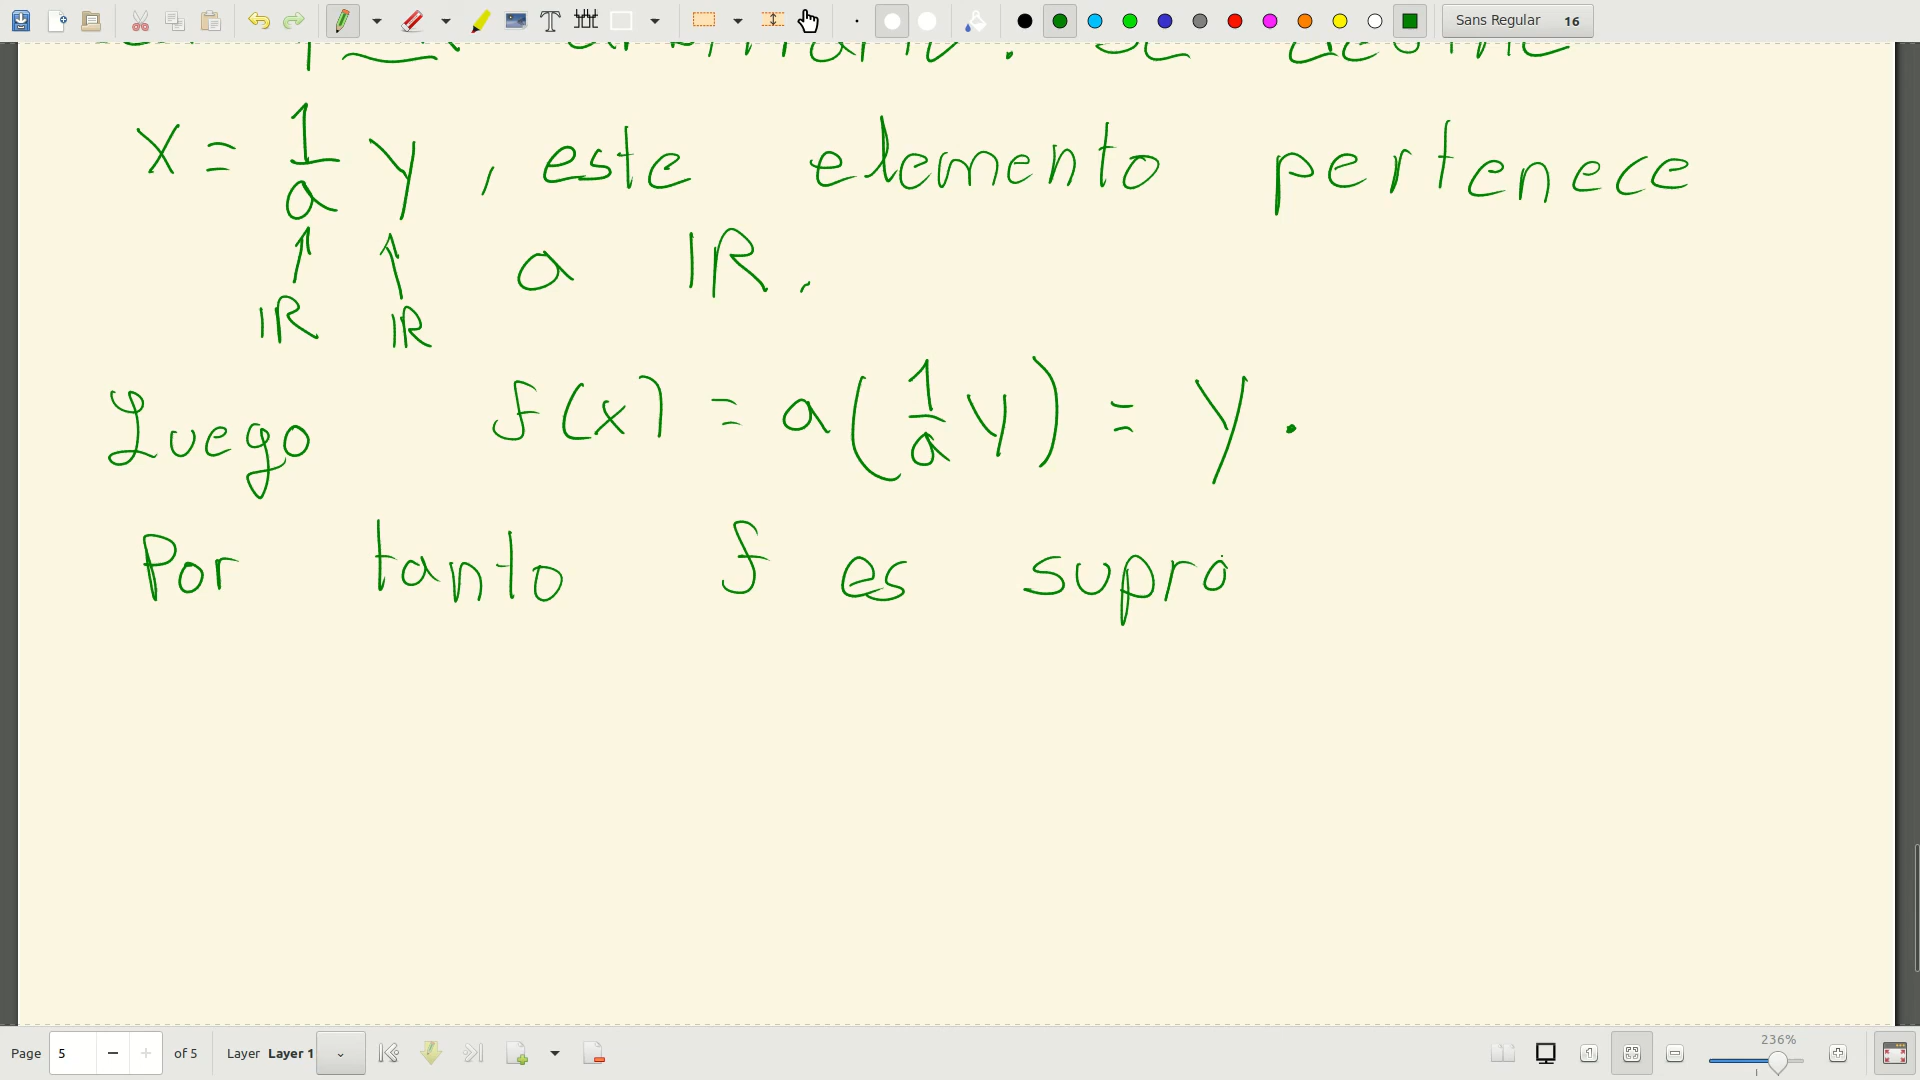 Sans Regular 16
X = 1/a y, este elemento pertenece
IR IR a IR.
Luego f(x) = a(1/a y) = y.
Por tanto f es supro
Page 5 of 5 Layer Layer 1 236%